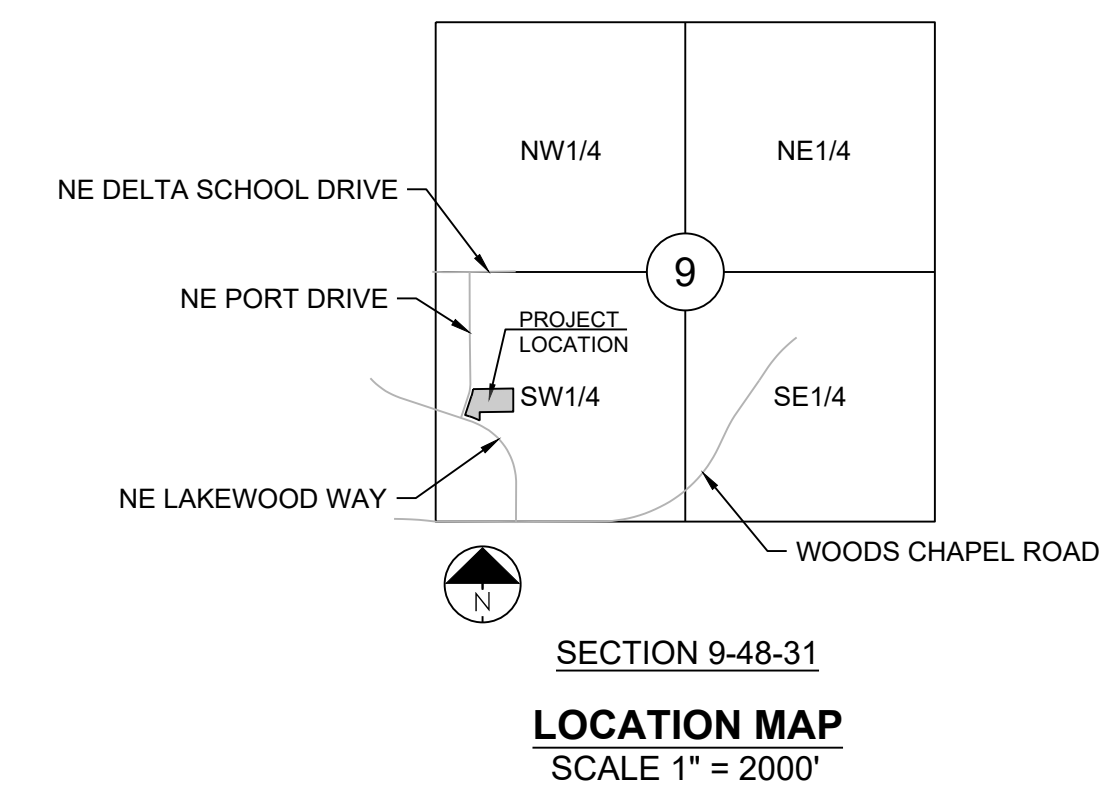 NW1/4
NE1/4
NE DELTA SCHOOL DRIVE
9
NE PORT DRIVE
PROJECT
LOCATION
SW1/4
SE1/4
NE LAKEWOOD WAY
WOODS CHAPEL ROAD
N
SECTION 9-48-31
LOCATION MAP
SCALE 1" = 2000'